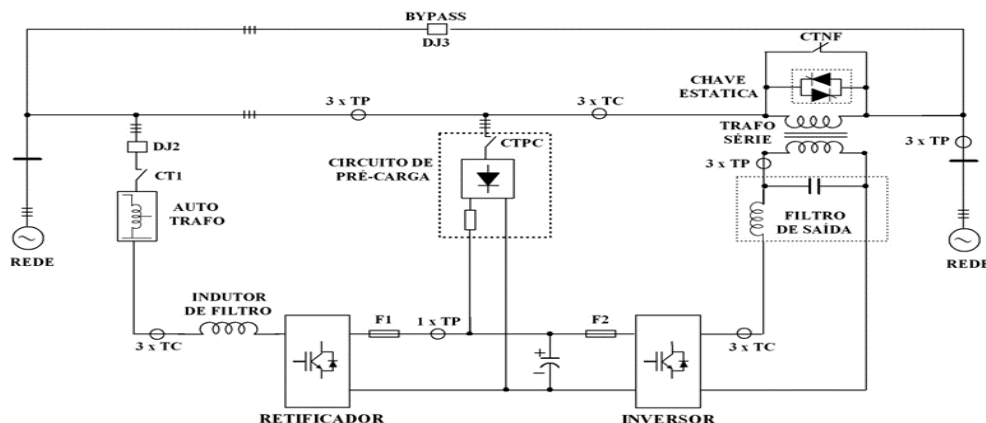 BYPASS
DJ3
CTNF
CHAVE
ESTATICA
3 x TP
3 x TC
TRAFO
SÉRIE
3 x TP
DJ2
CTPC
CIRCUITO DE
PRÉ-CARGA
3 x TP
CT1
AUTO
TRAFO
FILTRO
DE SAÍDA
REDE
REDE
INDUTOR
DE FILTRO
F1
1 x TP
F2
3 x TC
3 x TC
+
−
RETIFICADOR
INVERSOR